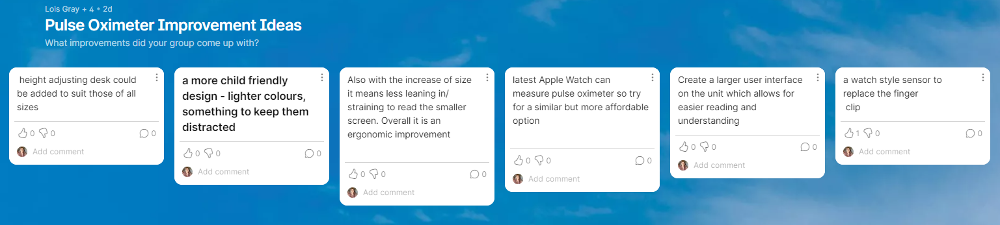 Lois Gray + 4 • 2d
Pulse Oximeter Improvement Ideas
What improvements did your group come up with?
height adjusting desk could
be added to suit those of all
sizes
0 0 0
Add comment
a more child friendly
design - lighter colours,
something to keep them
distracted
0 0 0
Add comment
Also with the increase of size
it means less leaning in/
straining to read the smaller
screen. Overall it is an
ergonomic improvement
0 0 0
Add comment
latest Apple Watch can
measure pulse oximeter so try
for a similar but more affordable
option
0 0 0
Add comment
Create a larger user interface
on the unit which allows for
easier reading and
understanding
0 0 0
Add comment
a watch style sensor to
replace the finger
clip
1 0 0
Add comment